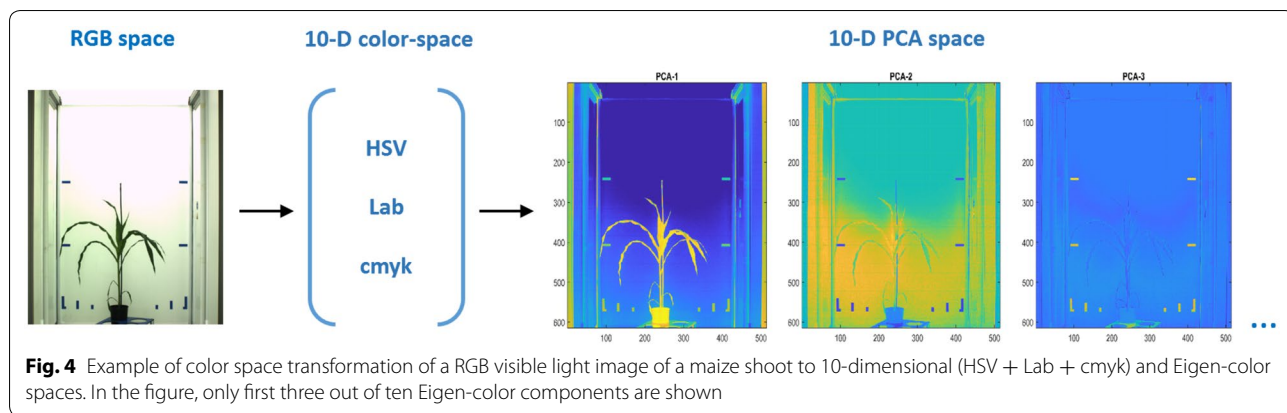 RGB space
10-D color-space
10-D PCA space
HSV
Lab
cmyk
PCA-1
100
200
300
400
500
600
100 200 300 400 500
PCA-2
100
200
300
400
500
600
100 200 300 400 500
PCA-3
100
200
300
400
500
600
100 200 300 400 500
...
Fig. 4 Example of color space transformation of a RGB visible light image of a maize shoot to 10-dimensional (HSV + Lab + cmyk) and Eigen-color
spaces. In the figure, only first three out of ten Eigen-color components are shown